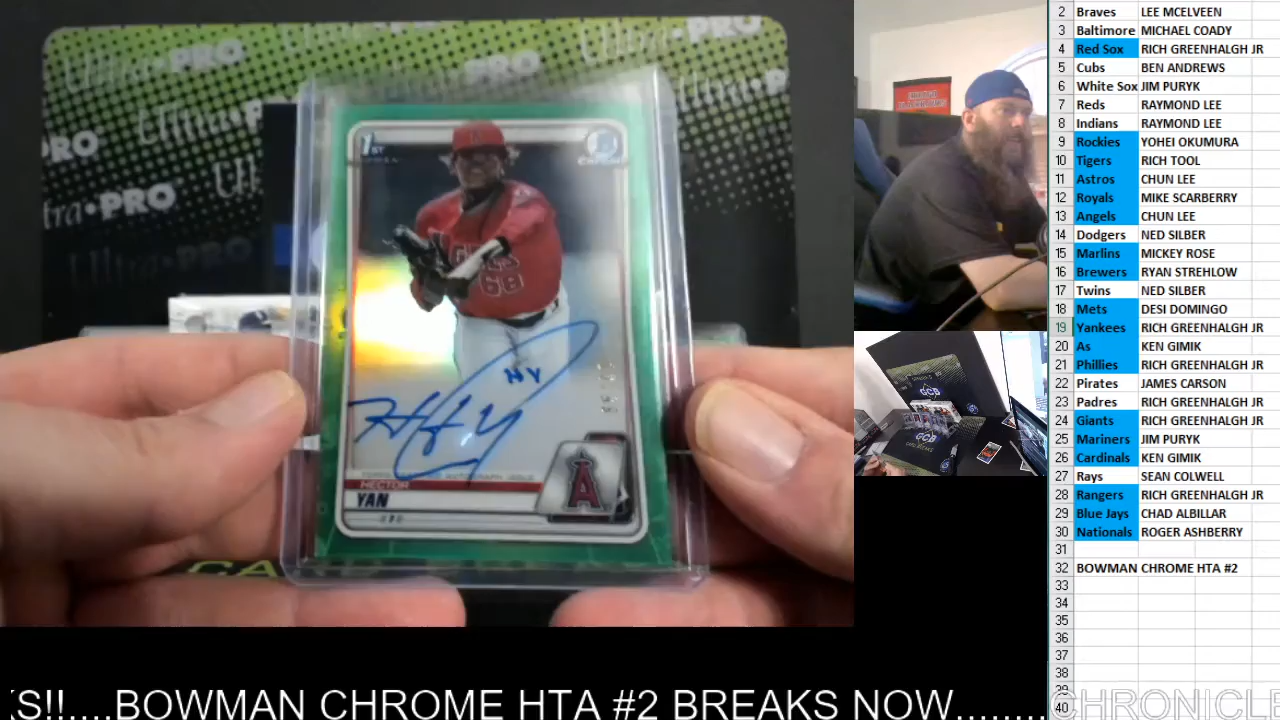 Ultra•PRO
PRO
1ST
CHROME
ANGELS
68
HY
HECTOR
YAN
A
GCB
GCB
2 Braves LEE MCELVEEN
3 Baltimore MICHAEL COADY
4 Red Sox RICH GREENHALGH JR
5 Cubs BEN ANDREWS
6 White Sox JIM PURYK
7 Reds RAYMOND LEE
8 Indians RAYMOND LEE
9 Rockies YOHEI OKUMURA
10 Tigers RICH TOOL
11 Astros CHUN LEE
12 Royals MIKE SCARBERRY
13 Angels CHUN LEE
14 Dodgers NED SILBER
15 Marlins MICKEY ROSE
16 Brewers RYAN STREHLOW
17 Twins NED SILBER
18 Mets DESI DOMINGO
19 Yankees RICH GREENHALGH JR
20 As KEN GIMIK
21 Phillies RICH GREENHALGH JR
22 Pirates JAMES CARSON
23 Padres RICH GREENHALGH JR
24 Giants RICH GREENHALGH JR
25 Mariners JIM PURYK
26 Cardinals KEN GIMIK
27 Rays SEAN COLWELL
28 Rangers RICH GREENHALGH JR
29 Blue Jays CHAD ALBILLAR
30 Nationals ROGER ASHBERRY
31
32 BOWMAN CHROME HTA #2
33
34
35
36
37
38
39
40
S!!....BOWMAN CHROME HTA #2 BREAKS NOW........CHRONICLE